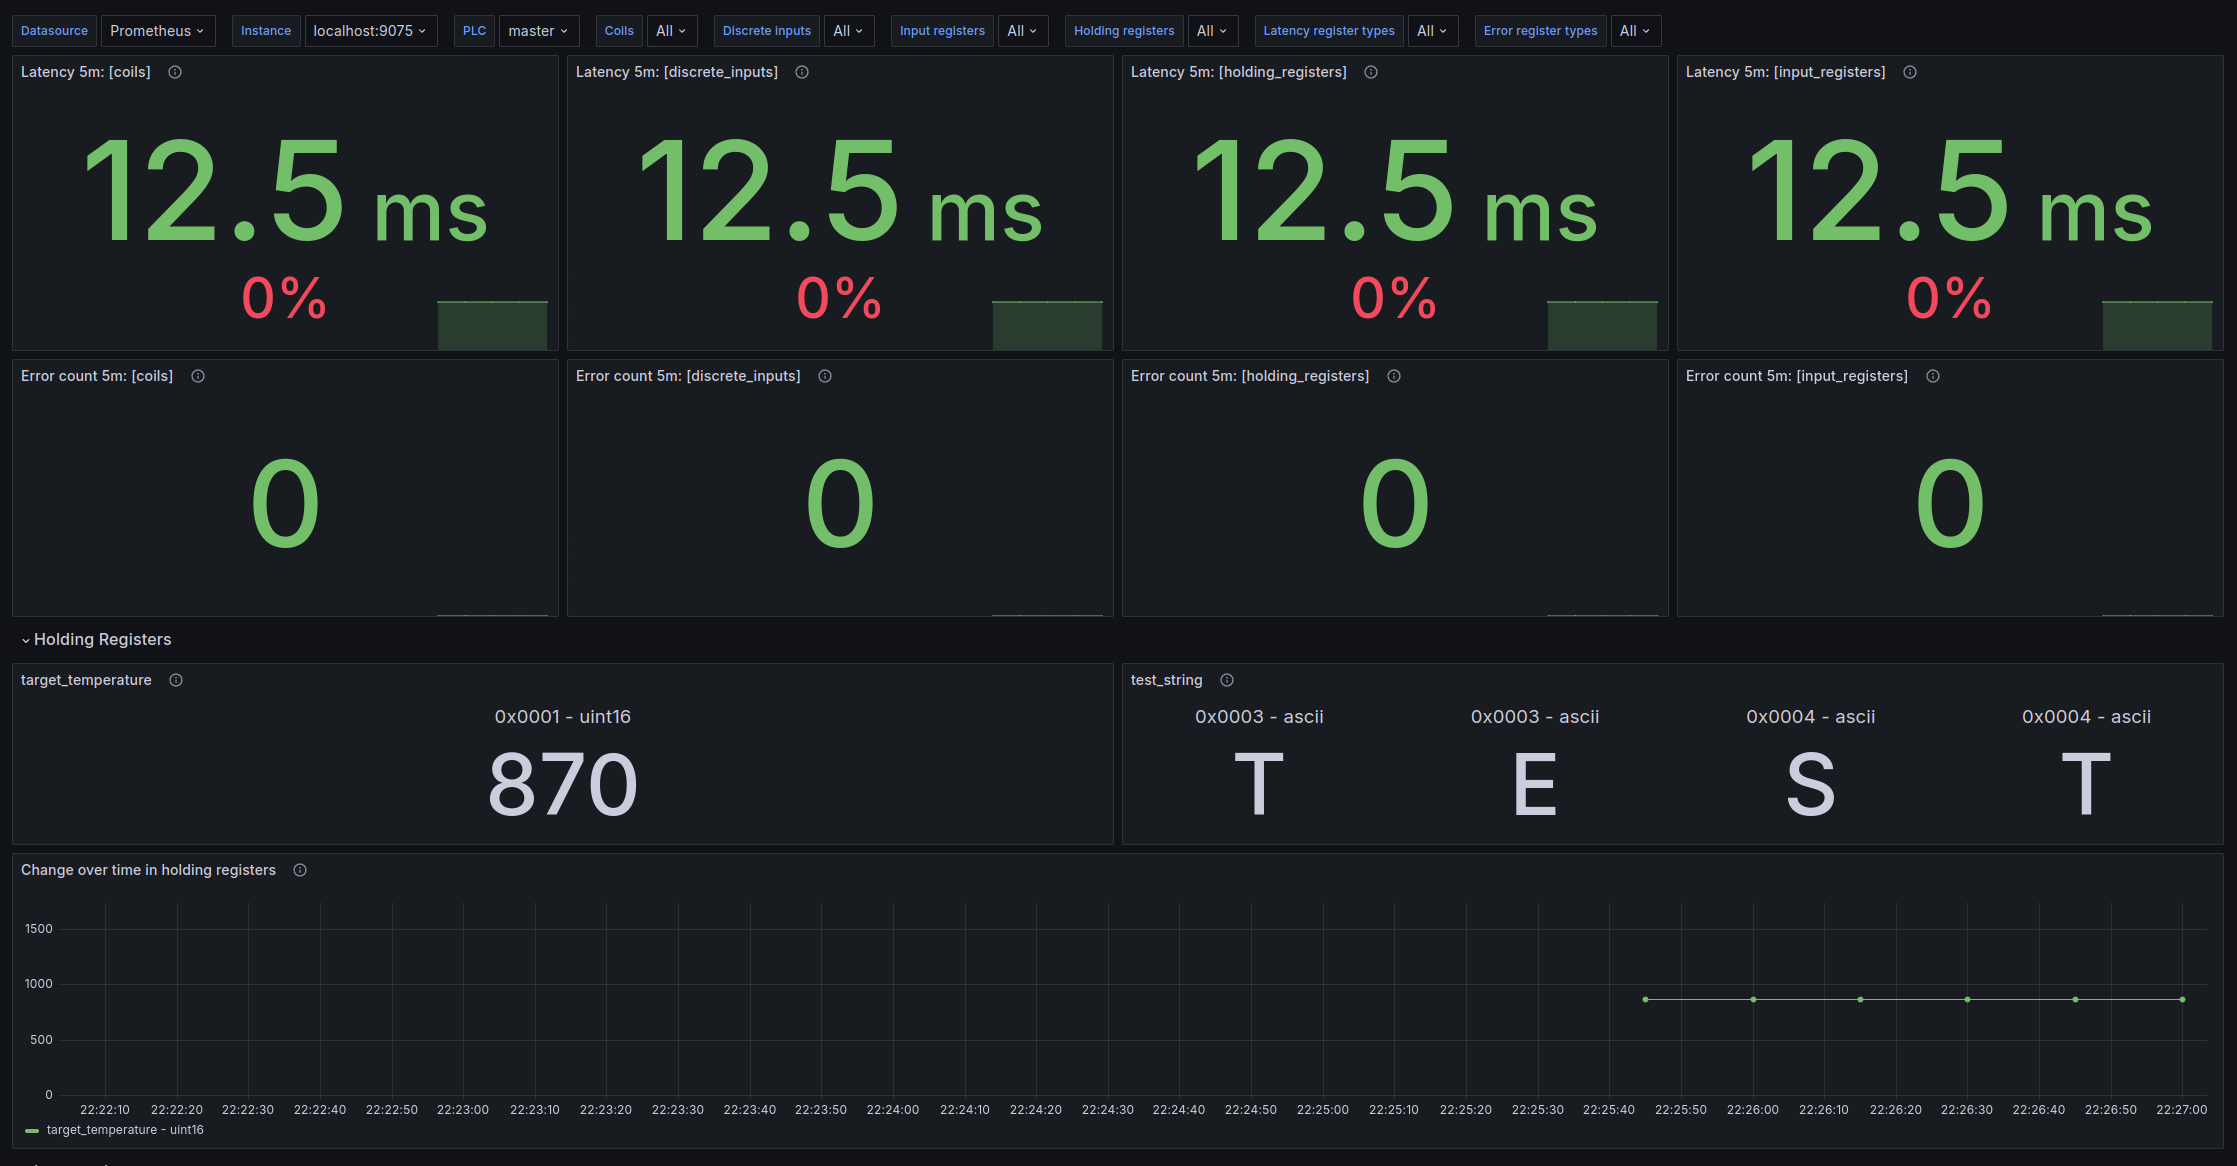 Datasource Prometheus Instance localhost:9075 PLC master Coils All Discrete inputs All Input registers All Holding registers All Latency register types All Error register types All
Latency 5m: [coils] Latency 5m: [discrete_inputs] Latency 5m: [holding_registers] Latency 5m: [input_registers]
12.5 ms 12.5 ms 12.5 ms 12.5 ms
0% 0% 0% 0%
Error count 5m: [coils] Error count 5m: [discrete_inputs] Error count 5m: [holding_registers] Error count 5m: [input_registers]
0 0 0 0
Holding Registers
target_temperature test_string
0x0001 - uint16 0x0003 - ascii 0x0003 - ascii 0x0004 - ascii 0x0004 - ascii
870 T E S T
Change over time in holding registers
1500
1000
500
0
22:22:10 22:22:20 22:22:30 22:22:40 22:22:50 22:23:00 22:23:10 22:23:20 22:23:30 22:23:40 22:23:50 22:24:00 22:24:10 22:24:20 22:24:30 22:24:40 22:24:50 22:25:00 22:25:10 22:25:20 22:25:30 22:25:40 22:25:50 22:26:00 22:26:10 22:26:20 22:26:30 22:26:40 22:26:50 22:27:00
target_temperature - uint16